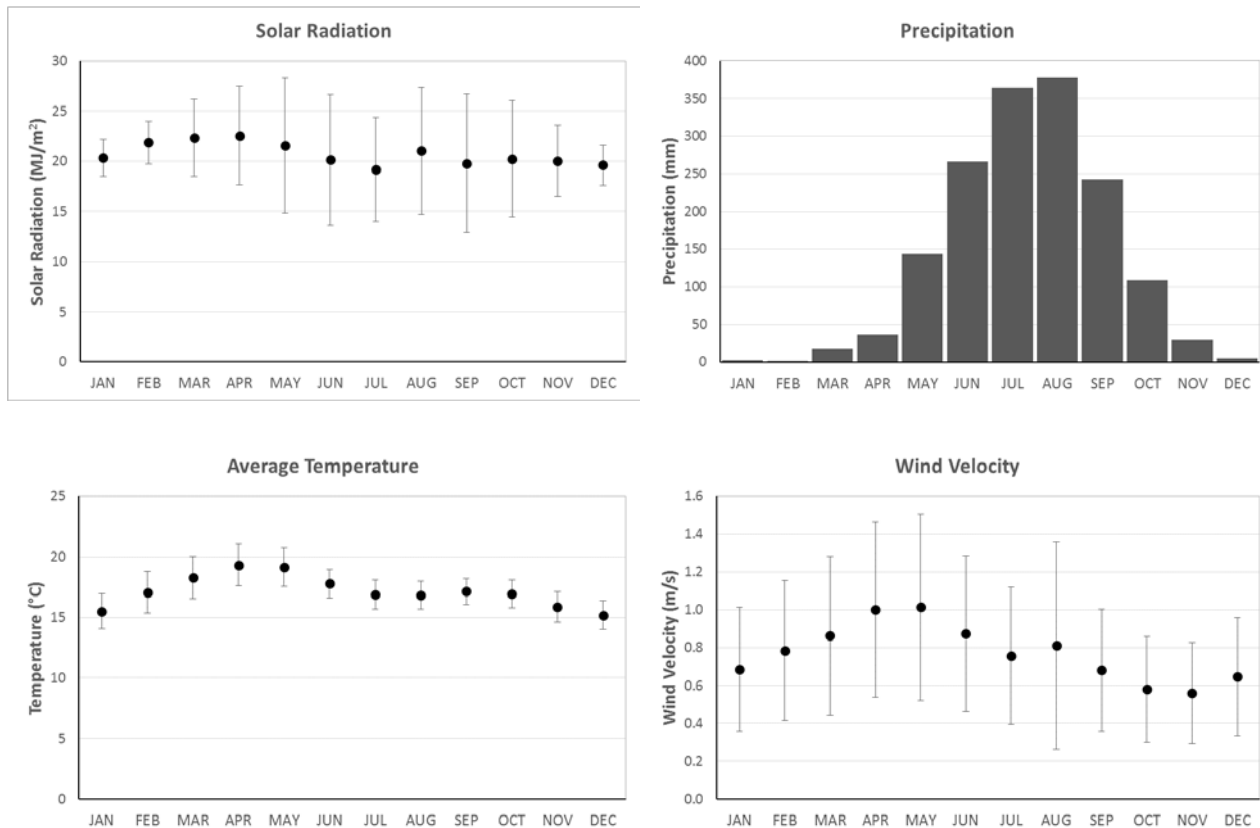 Solar Radiation
Solar Radiation (MJ/m²)
30
25
20
15
10
5
0
JAN FEB MAR APR MAY JUN JUL AUG SEP OCT NOV DEC
Precipitation
Precipitation (mm)
400
350
300
250
200
150
100
50
0
JAN FEB MAR APR MAY JUN JUL AUG SEP OCT NOV DEC
Average Temperature
Temperature (°C)
25
20
15
10
5
0
JAN FEB MAR APR MAY JUN JUL AUG SEP OCT NOV DEC
Wind Velocity
Wind Velocity (m/s)
1.6
1.4
1.2
1.0
0.8
0.6
0.4
0.2
0.0
JAN FEB MAR APR MAY JUN JUL AUG SEP OCT NOV DEC